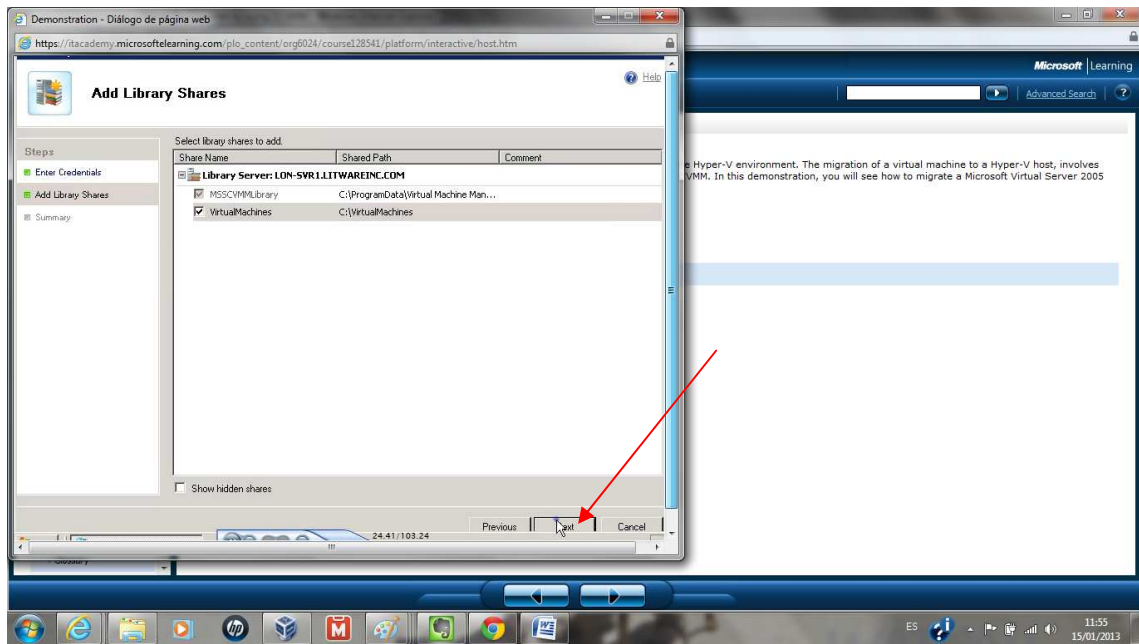 Demonstration - Diálogo de página web
https://itacademy.microsoftelearning.com/plo_content/org6024/course128541/platform/interactive/host.htm
Microsoft | Learning
Help
Add Library Shares
Advanced Search
Steps
Enter Credentials
Add Library Shares
Summary
Select library shares to add.
Share Name Shared Path Comment
Library Server: LON-SVR1.LITWAREINC.COM
MSSCVMMLibrary C:\ProgramData\Virtual Machine Man...
VirtualMachines C:\VirtualMachines
e Hyper-V environment. The migration of a virtual machine to a Hyper-V host, involves
VMM. In this demonstration, you will see how to migrate a Microsoft Virtual Server 2005
Show hidden shares
Previous Next Cancel
24.41/103.24
Glossary
ES
11:55
15/01/2013